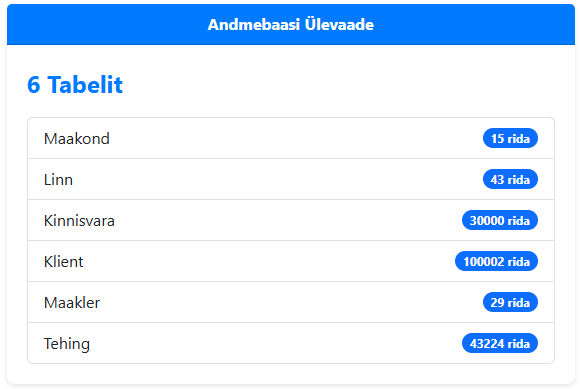 Andmebaasi Ülevaade
6 Tabelit
Maakond 15 rida
Linn 43 rida
Kinnisvara 30000 rida
Klient 100002 rida
Maakler 29 rida
Tehing 43224 rida